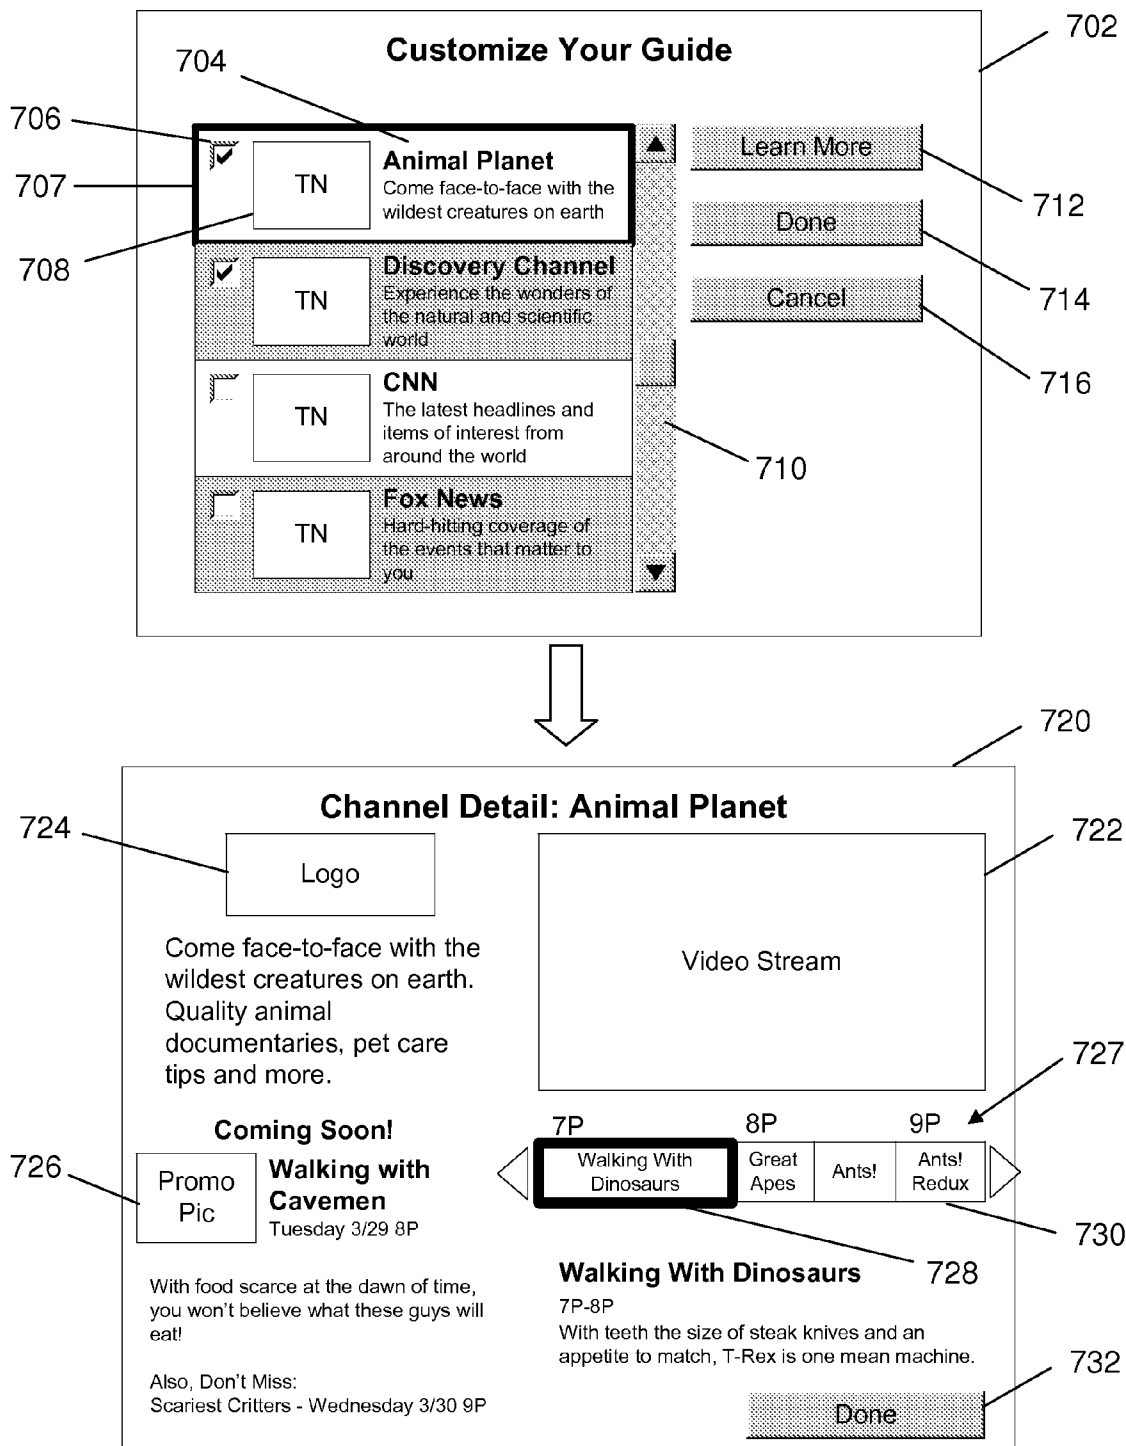 702
Customize Your Guide
704
706
707
708
TN
Animal Planet
Come face-to-face with the
wildest creatures on earth
TN
Discovery Channel
Experience the wonders of
the natural and scientific
world
TN
CNN
The latest headlines and
items of interest from
around the world
TN
Fox News
Hard-hitting coverage of
the events that matter to
you
Learn More
712
Done
714
Cancel
716
710
720
Channel Detail: Animal Planet
724
Logo
722
Video Stream
Come face-to-face with the
wildest creatures on earth.
Quality animal
documentaries, pet care
tips and more.
Coming Soon!
726
Promo
Pic
Walking with
Cavemen
Tuesday 3/29 8P
With food scarce at the dawn of time,
you won't believe what these guys will
eat!
Also, Don't Miss:
Scariest Critters - Wednesday 3/30 9P
727
7P 8P 9P
Walking With
Dinosaurs
Great
Apes
Ants!
Ants!
Redux
730
728
Walking With Dinosaurs
7P-8P
With teeth the size of steak knives and an
appetite to match, T-Rex is one mean machine.
732
Done